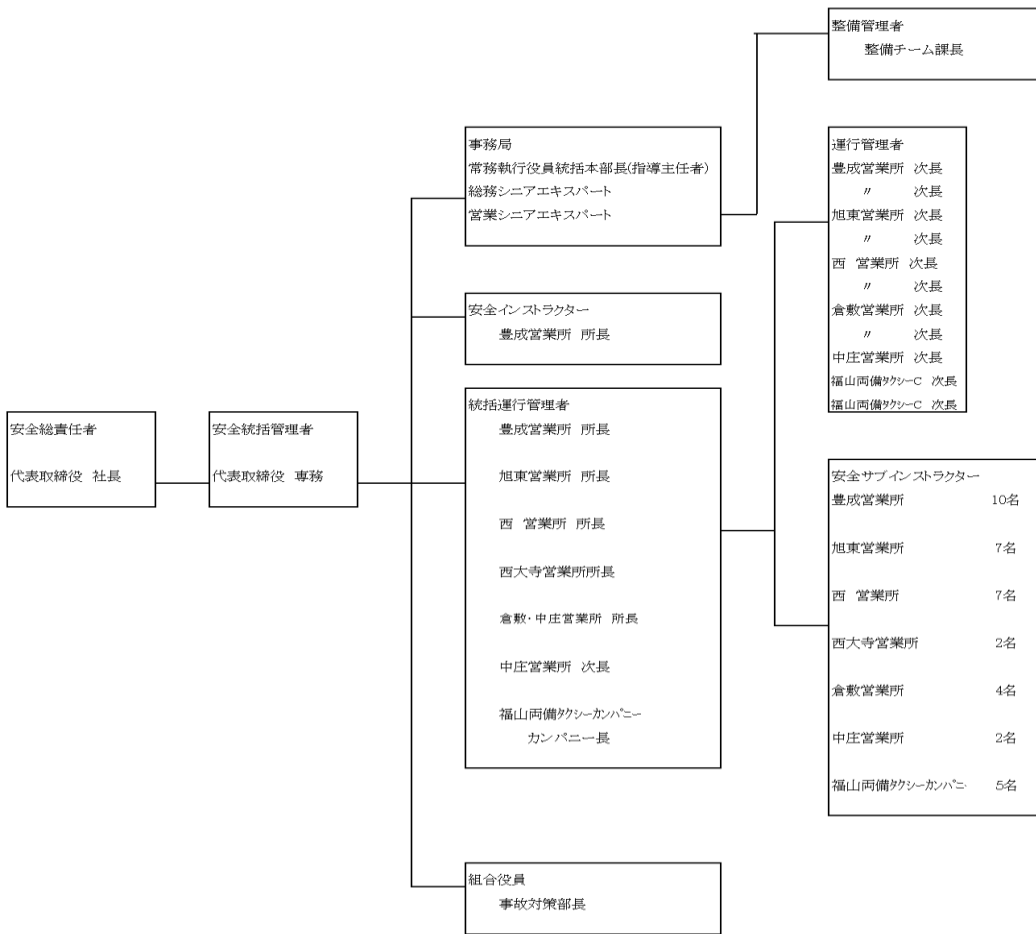 安全総責任者
代表取締役 社長
安全統括管理者
代表取締役 専務
事務局
常務執行役員統括本部長(指導主任者)
総務シニアエキスパート
営業シニアエキスパート
安全インストラクター
豊成営業所 所長
統括運行管理者
豊成営業所 所長
旭東営業所 所長
西 営業所 所長
西大寺営業所所長
倉敷・中庄営業所 所長
中庄営業所 次長
福山両備タクシーカンパニー
カンパニー長
組合役員
事故対策部長
整備管理者
整備チーム課長
運行管理者
豊成営業所 次長
〃 次長
旭東営業所 次長
〃 次長
西 営業所 次長
〃 次長
倉敷営業所 次長
〃 次長
中庄営業所 次長
福山両備タクシーC 次長
福山両備タクシーC 次長
安全サブインストラクター
豊成営業所 10名
旭東営業所 7名
西 営業所 7名
西大寺営業所 2名
倉敷営業所 4名
中庄営業所 2名
福山両備タクシーカンパニ 5名